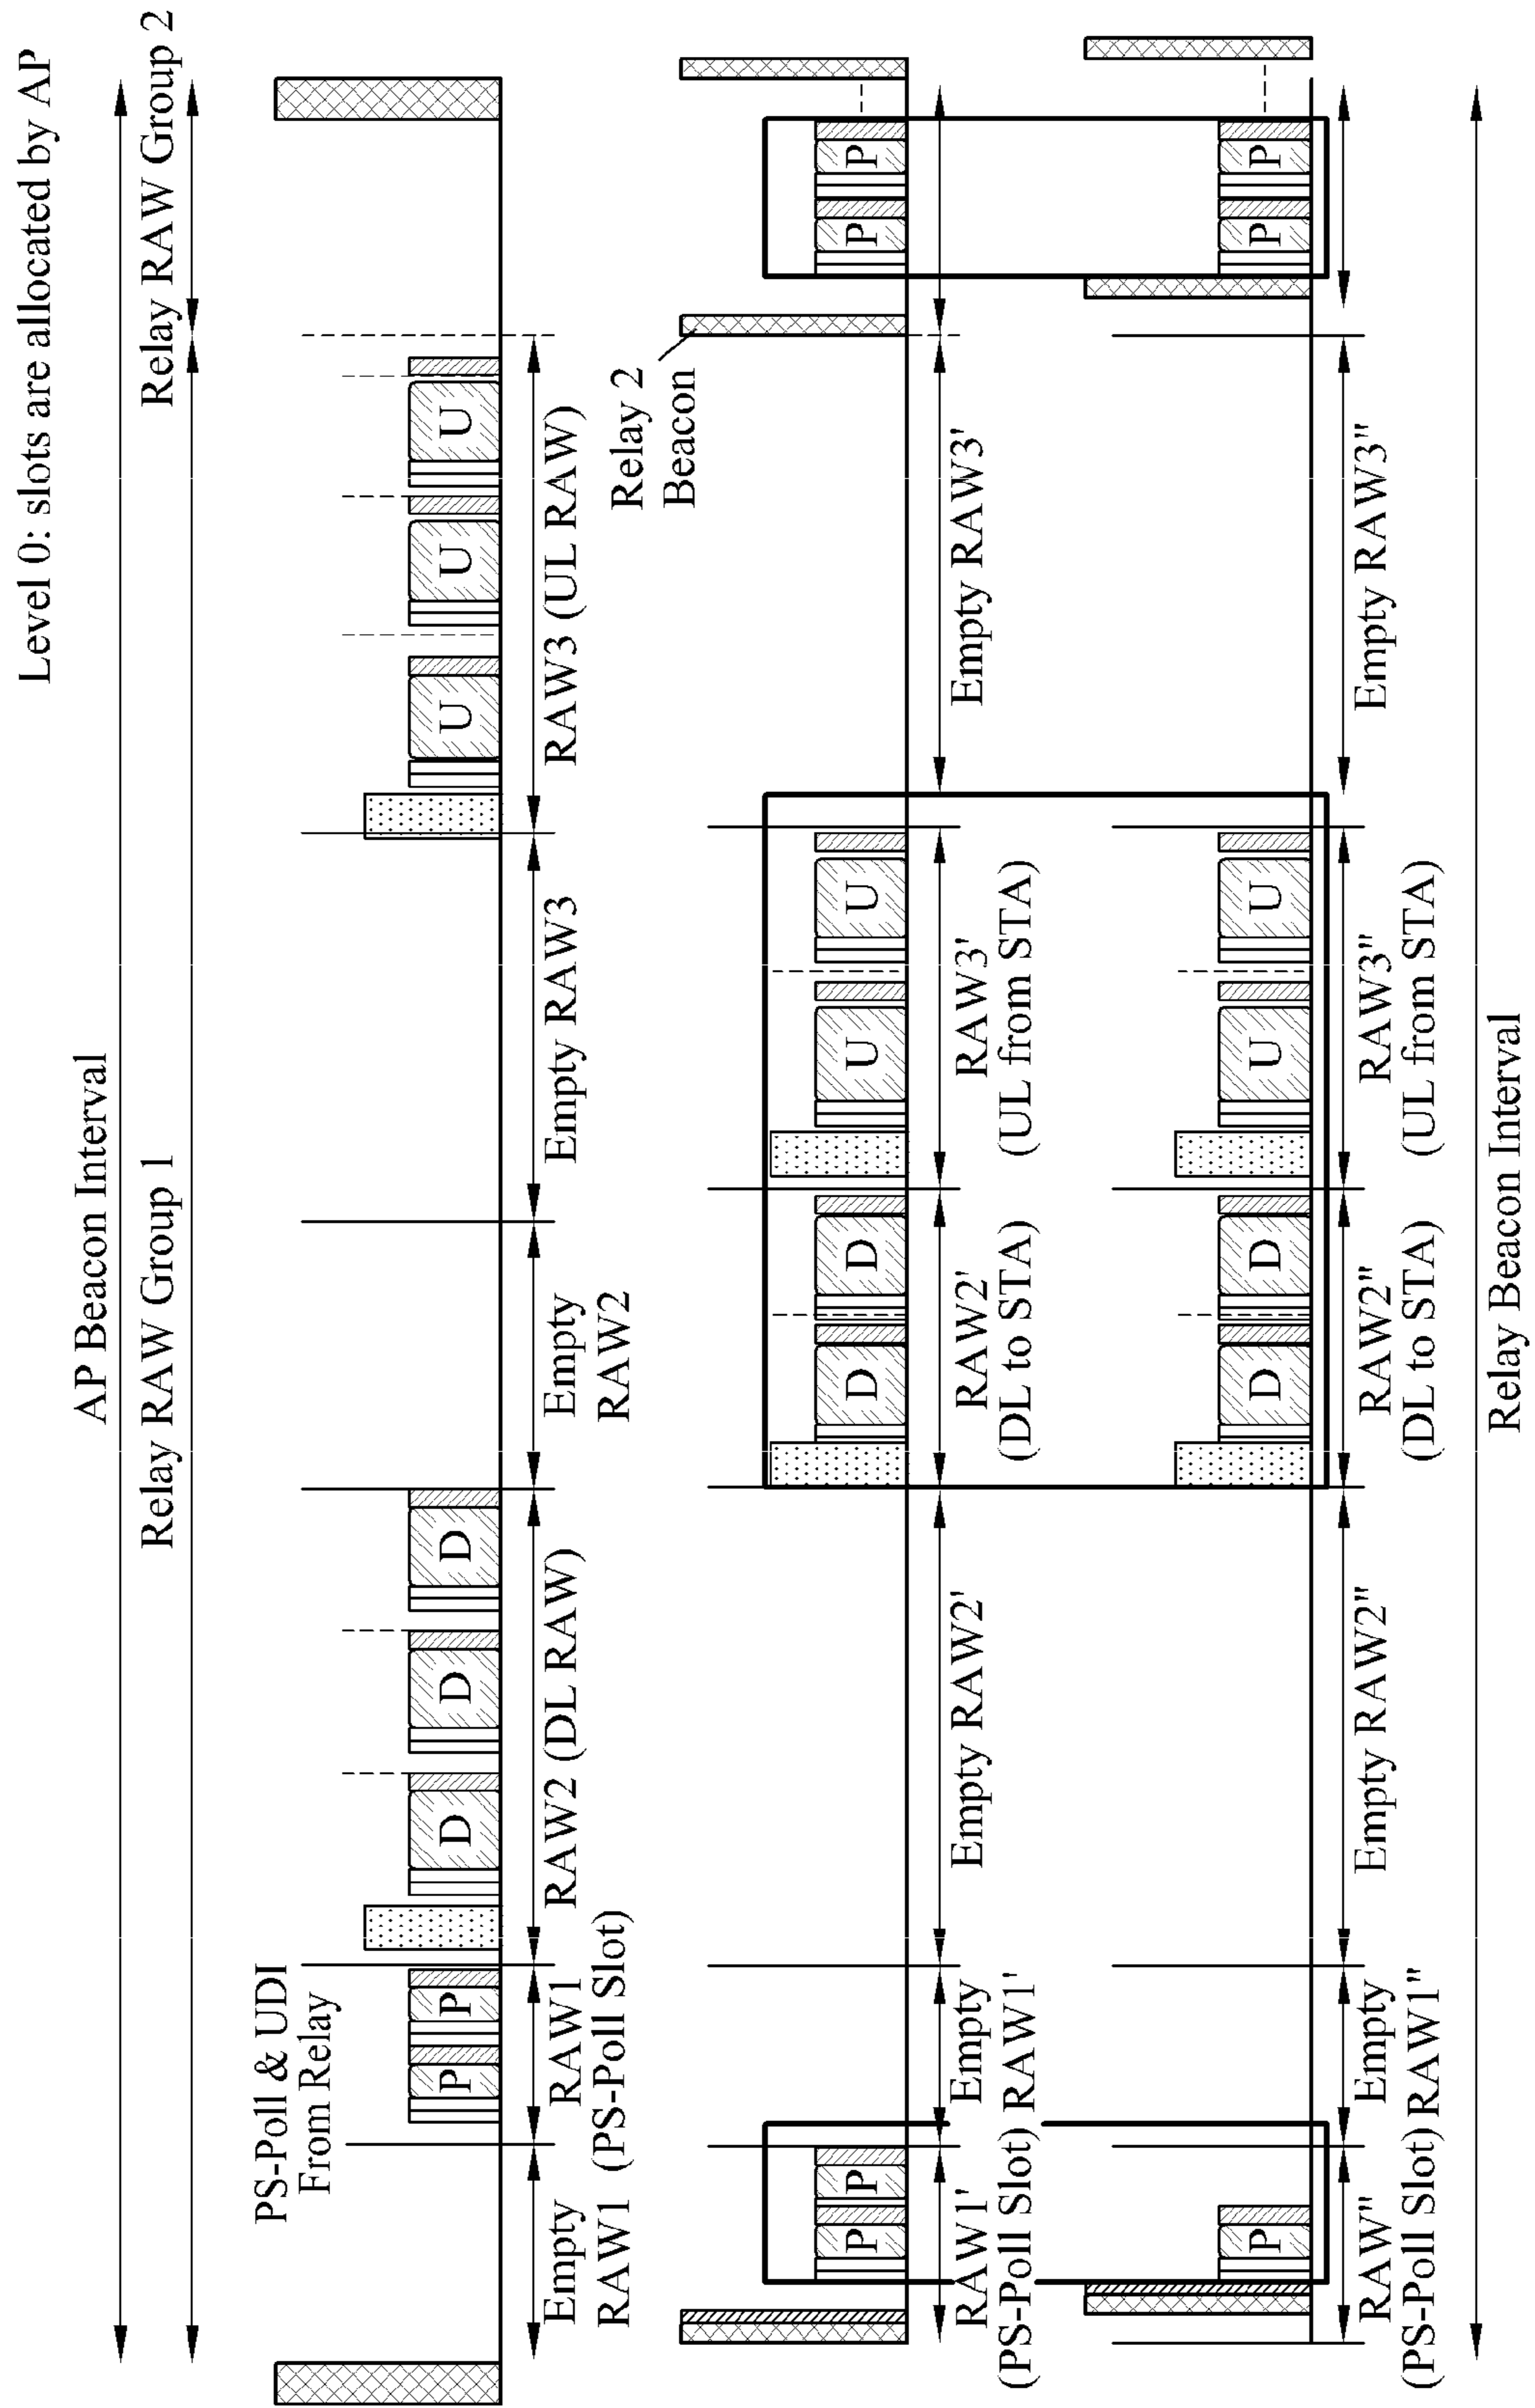 Level 0: slots are allocated by AP
AP Beacon Interval
Relay RAW Group 1
Relay RAW Group 2
PS-Poll & UDI
From Relay
P
P
D
D
D
U
U
U
Empty
RAW1
RAW1
(PS-Poll Slot)
RAW2 (DL RAW)
Empty
RAW2
Empty RAW3
RAW3 (UL RAW)
Relay 2
Beacon
P
P
D
D
U
U
P
P
RAW1'
(PS-Poll Slot)
Empty
RAW1'
Empty RAW2'
RAW2'
(DL to STA)
RAW3'
(UL from STA)
Empty RAW3'
P
D
D
U
U
P
P
RAW"
(PS-Poll Slot)
Empty
RAW1"
Empty RAW2"
RAW2"
(DL to STA)
RAW3"
(UL from STA)
Empty RAW3"
Relay Beacon Interval